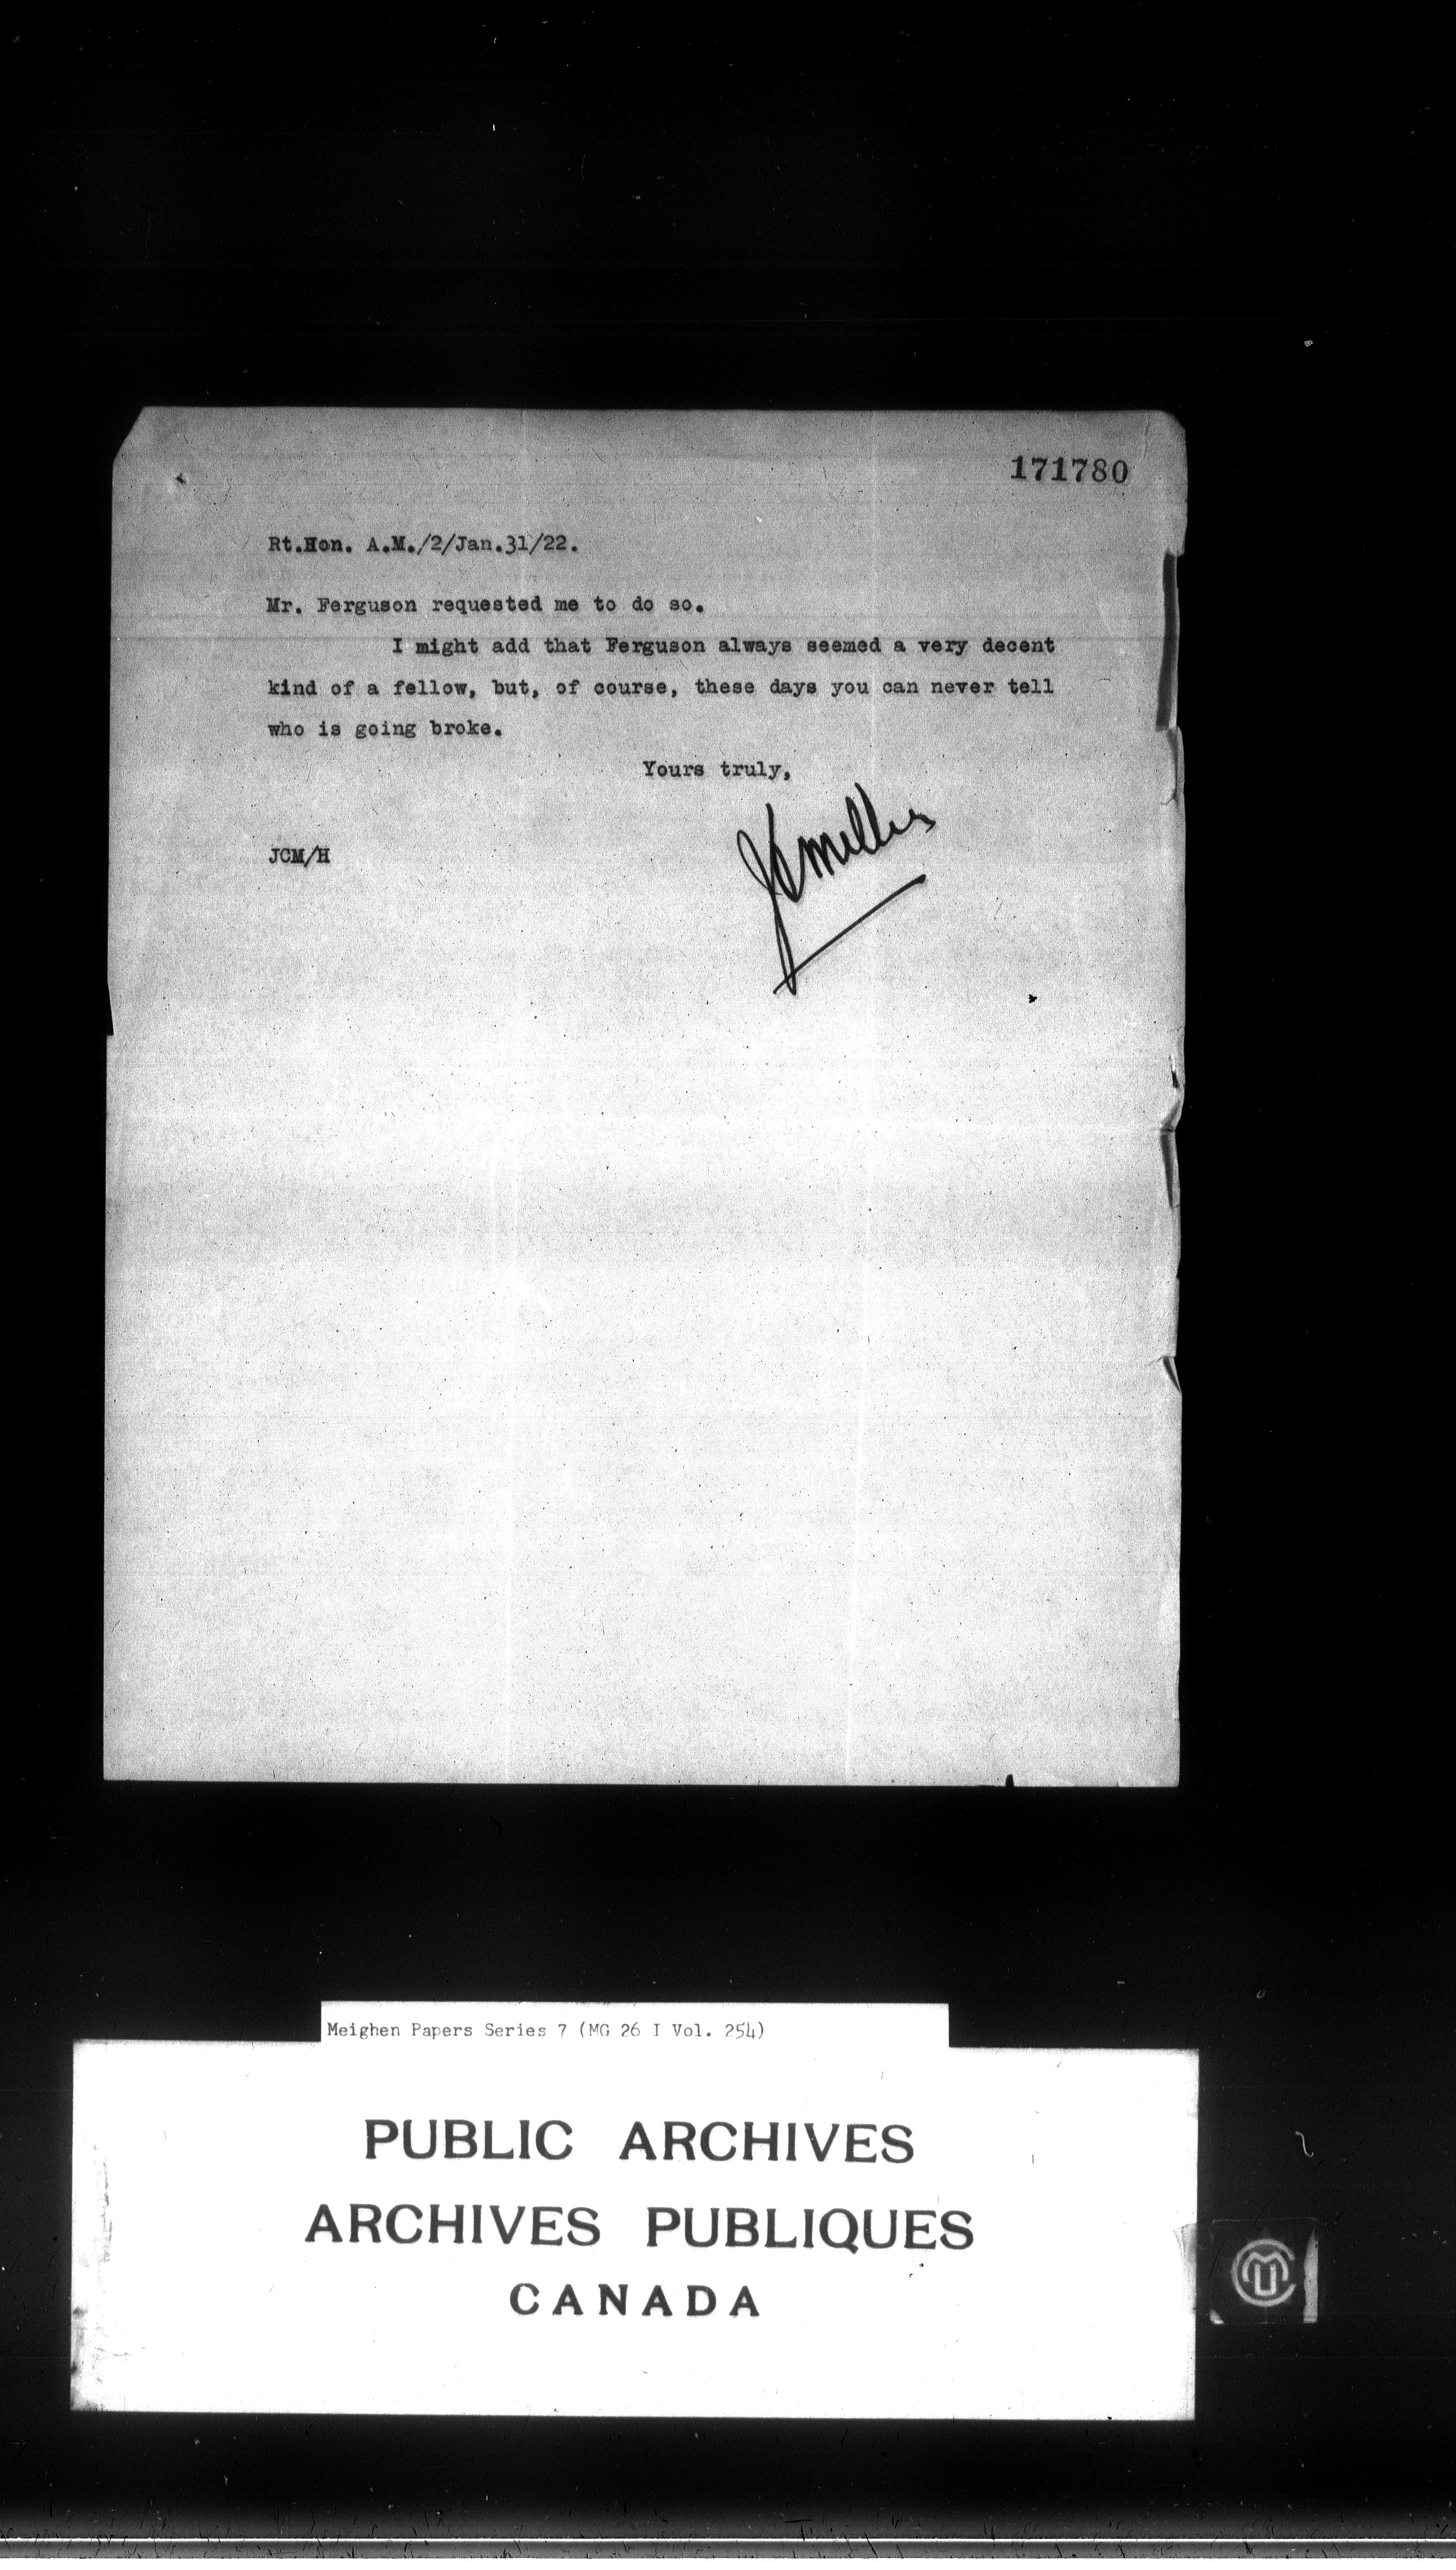 171780
Rt.Hon. A.M./2/Jan.31/22.
Mr. Ferguson requested me to do so.
I might add that Ferguson always seemed a very decent
kind of a fellow, but, of course, these days you can never tell
who is going broke.
Yours truly,
JCM/H
Meighen Papers Series 7 (MG 26 I Vol. 254)
PUBLIC ARCHIVES
ARCHIVES PUBLIQUES
CANADA